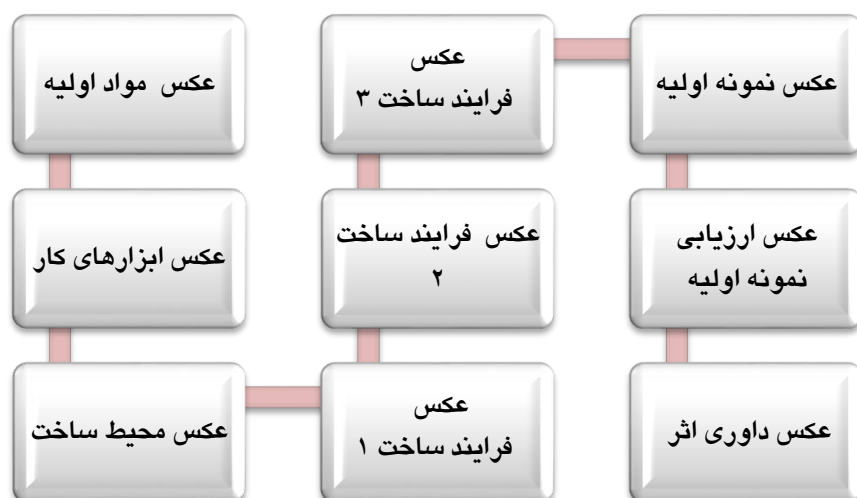 عکس مواد اولیه
عکس ابزارهای کار
عکس محیط ساخت
عکس
فرایند ساخت ۱
عکس فرایند ساخت
۲
عکس
فرایند ساخت ۳
عکس نمونه اولیه
عکس ارزیابی
نمونه اولیه
عکس داوری اثر